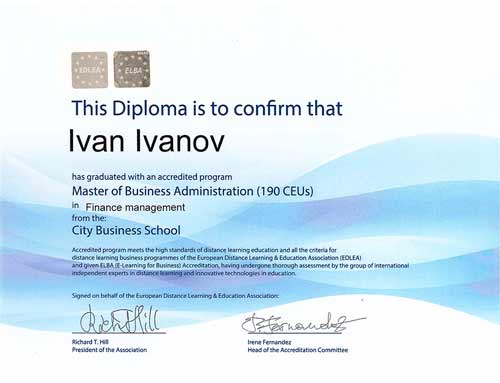 EDLEA ELBA
This Diploma is to confirm that
Ivan Ivanov
has graduated with an accredited program
Master of Business Administration (190 CEUs)
in Finance management
from the:
City Business School
Accredited program meets the high standards of distance learning education and all the criteria for
distance learning business programmes of the European Distance Learning & Education Association (EDLEA)
and given ELBA (E-Learning for Business) Accreditation, having undergone thorough assessment by the group of international
independent experts in distance learning and innovative technologies in education.
Signed on behalf of the European Distance Learning & Education Association:
Richard T. Hill
President of the Association
Irene Fernandez
Head of the Accreditation Committee